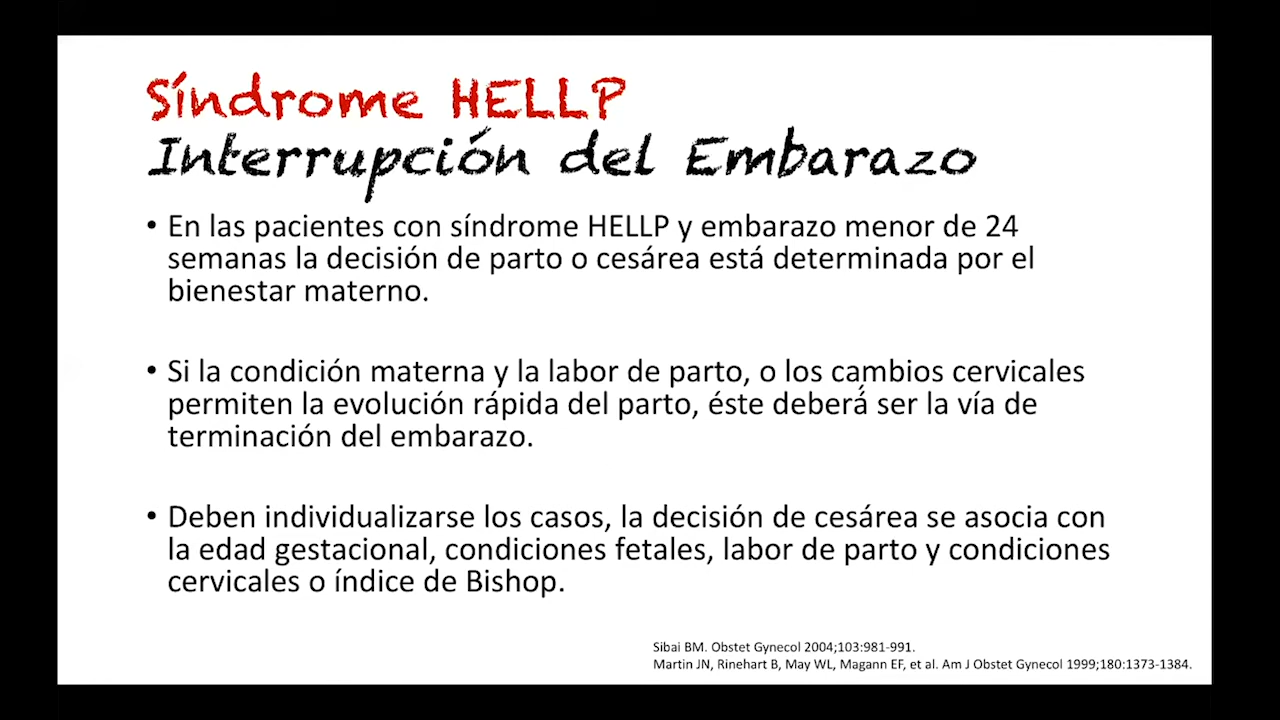 Síndrome HELLP
Interrupción del Embarazo
• En las pacientes con síndrome HELLP y embarazo menor de 24
semanas la decisión de parto o cesárea está determinada por el
bienestar materno.
• Si la condición materna y la labor de parto, o los cambios cervicales
permiten la evolución rápida del parto, éste deberá ser la vía de
terminación del embarazo.
• Deben individualizarse los casos, la decisión de cesárea se asocia con
la edad gestacional, condiciones fetales, labor de parto y condiciones
cervicales o índice de Bishop.
Sibai BM. Obstet Gynecol 2004;103:981-991.
Martin JN, Rinehart B, May WL, Magann EF, et al. Am J Obstet Gynecol 1999;180:1373-1384.